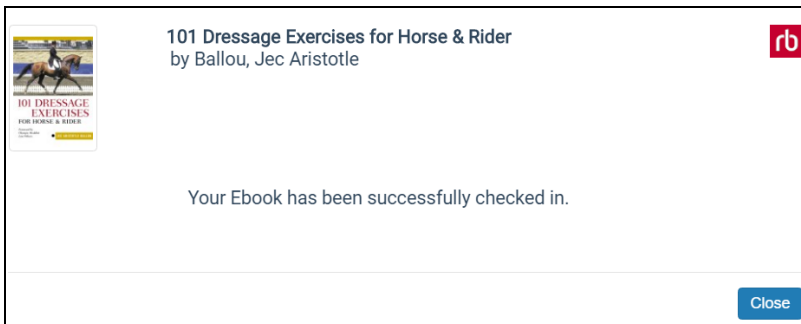 101 Dressage Exercises for Horse & Rider
by Ballou, Jec Aristotle
rb
101 DRESSAGE
EXERCISES
FOR HORSE & RIDER
Your Ebook has been successfully checked in.
Close